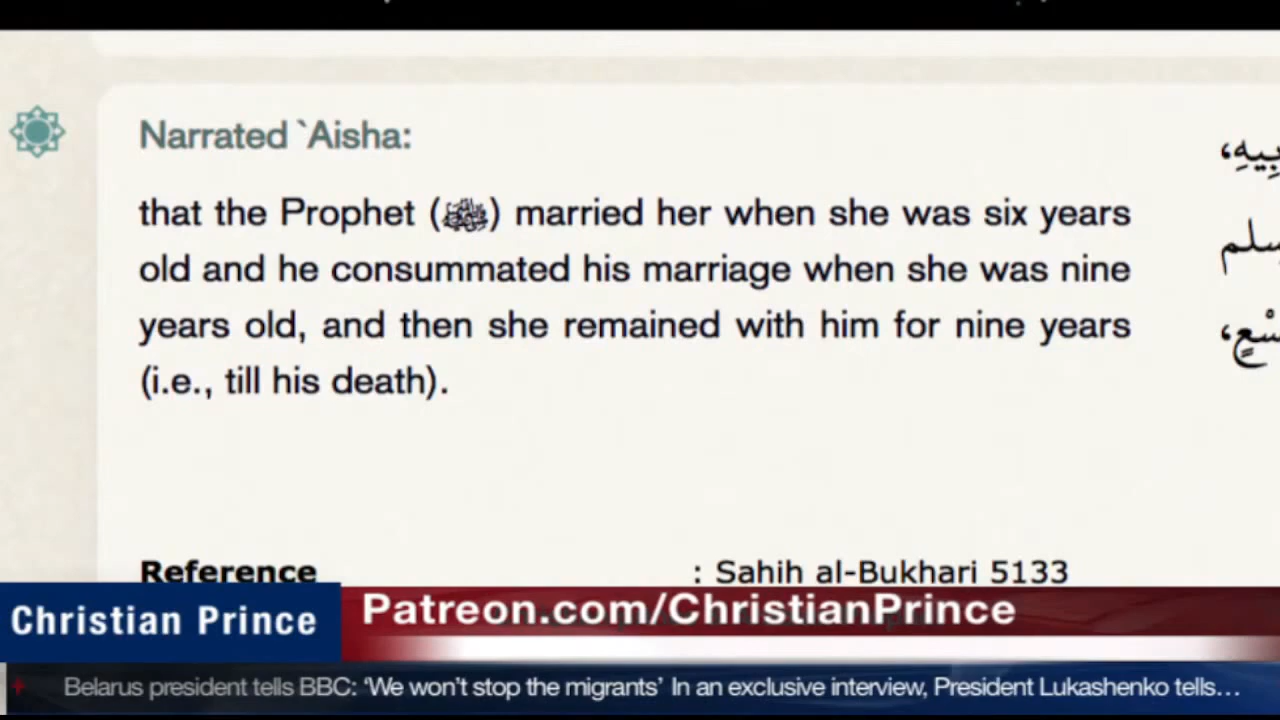 Narrated `Aisha:
that the Prophet (ﷺ) married her when she was six years
old and he consummated his marriage when she was nine
years old, and then she remained with him for nine years
(i.e., till his death).
Reference : Sahih al-Bukhari 5133
Christian Prince
Patreon.com/ChristianPrince
Belarus president tells BBC: ‘We won’t stop the migrants’ In an exclusive interview, President Lukashenko tells...